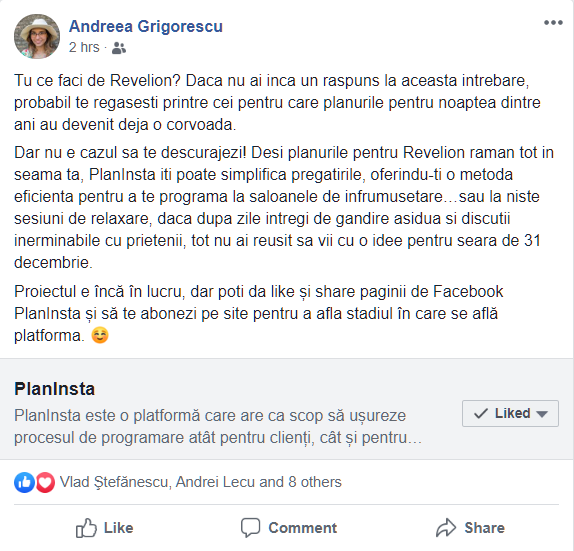 Andreea Grigorescu
2 hrs ·
Tu ce faci de Revelion? Daca nu ai inca un raspuns la aceasta intrebare,
probabil te regasesti printre cei pentru care planurile pentru noaptea dintre
ani au devenit deja o corvoada.
Dar nu e cazul sa te descurajezi! Desi planurile pentru Revelion raman tot in
seama ta, PlanInsta iti poate simplifica pregatirile, oferindu-ti o metoda
eficienta pentru a te programa la saloanele de infrumusetare…sau la niste
sesiuni de relaxare, daca dupa zile intregi de gandire asidua si discutii
inerminabile cu prietenii, tot nu ai reusit sa vii cu o idee pentru seara de 31
decembrie.
Proiectul e încă în lucru, dar poti da like și share paginii de Facebook
PlanInsta și să te abonezi pe site pentru a afla stadiul în care se află
platforma. ☺️
PlanInsta
PlanInsta este o platformă care are ca scop să ușureze
procesul de programare atât pentru clienți, cât și pentru…
Liked
Vlad Ştefănescu, Andrei Lecu and 8 others
Like Comment Share